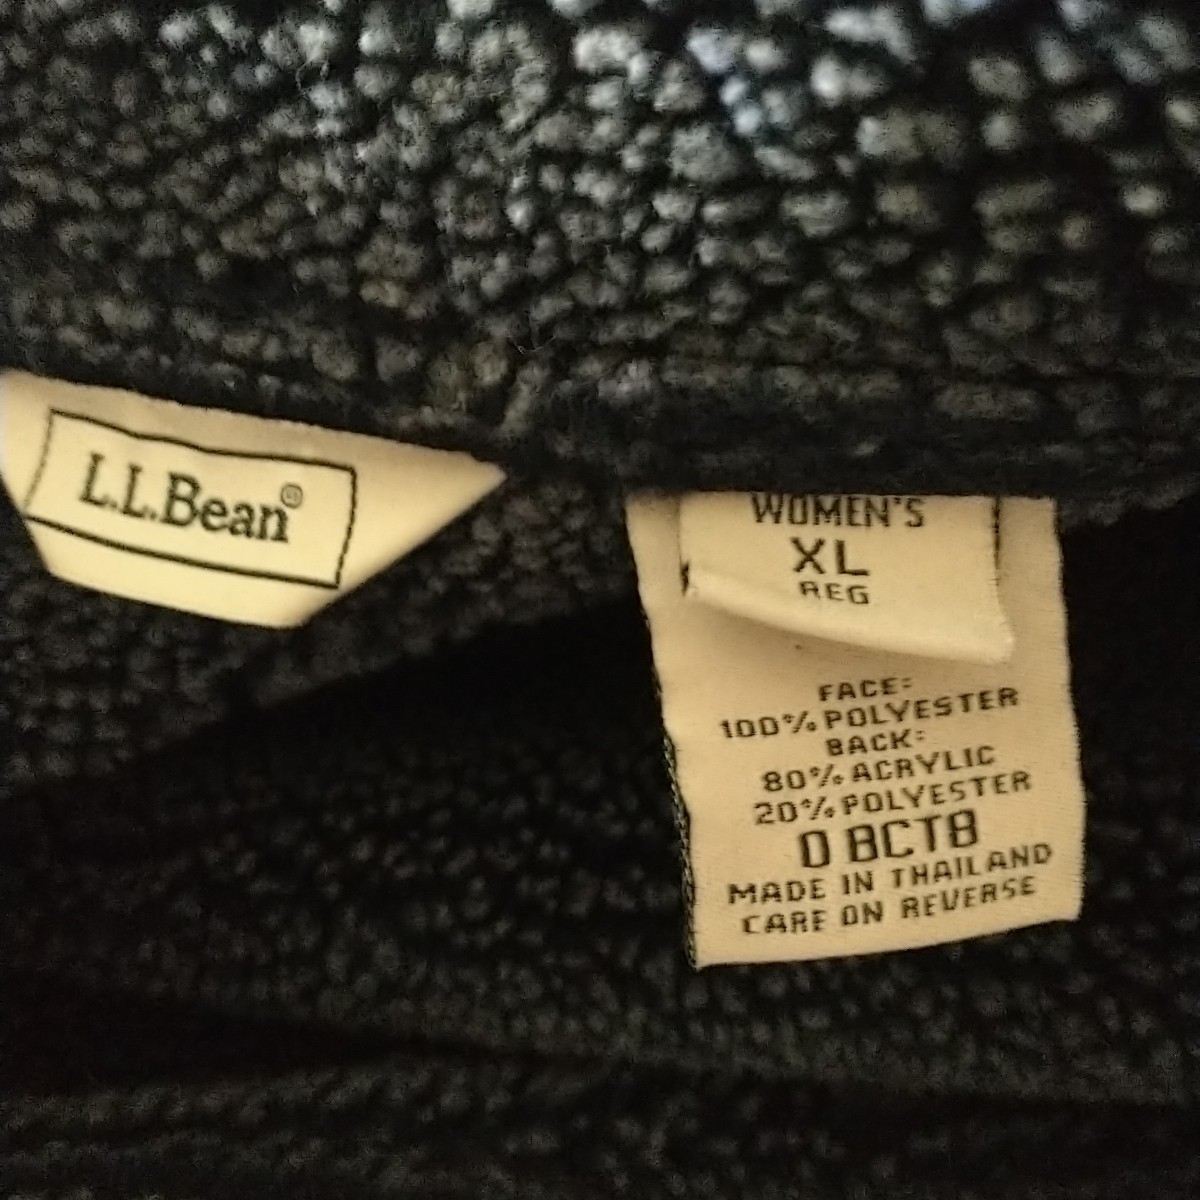 L.L.Bean®
WOMEN'S
XL
REG
FACE:
100% POLYESTER
BACK:
80% ACRYLIC
20% POLYESTER
0 BCT8
MADE IN THAILAND
CARE ON REVERSE